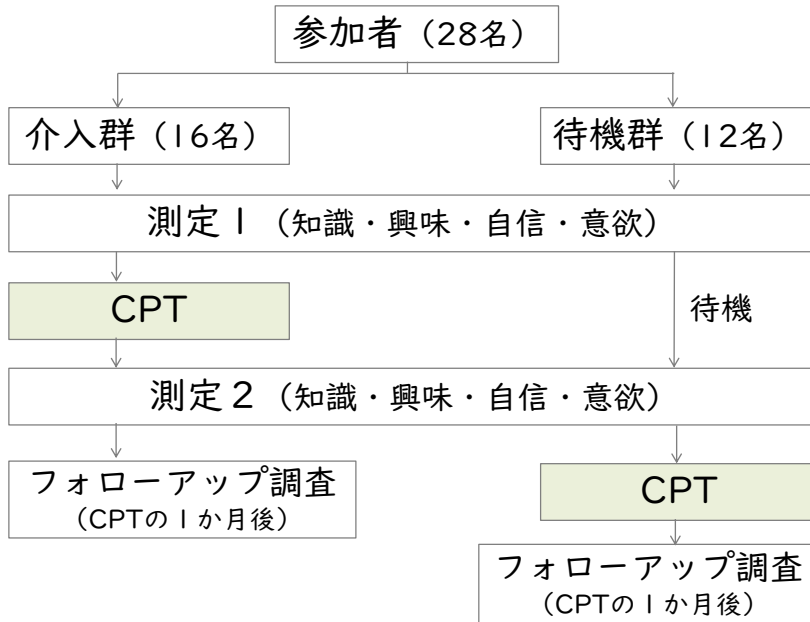 参加者（28名）
介入群（16名）
待機群（12名）
測定１（知識・興味・自信・意欲）
CPT
待機
測定２（知識・興味・自信・意欲）
フォローアップ調査
（CPTの１か月後）
CPT
フォローアップ調査
（CPTの１か月後）